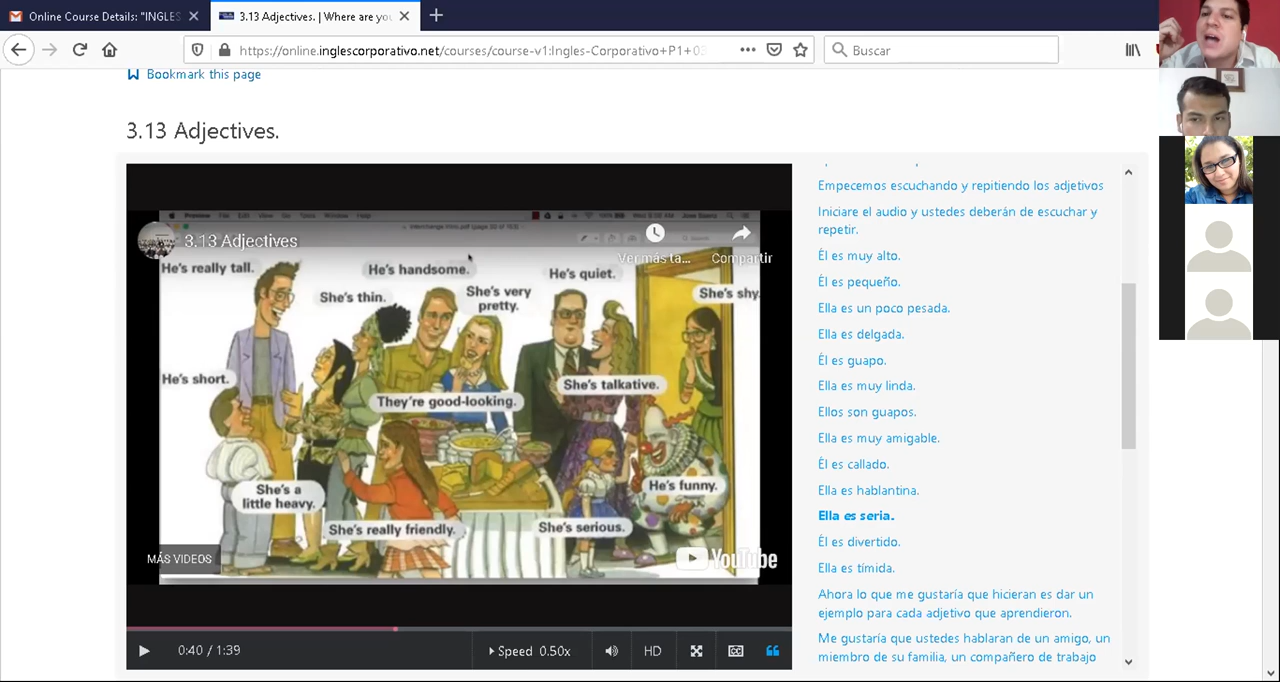 Online Course Details: "INGLES
3.13 Adjectives. | Where are you
https://online.inglescorporativo.net/courses/course-v1:Ingles-Corporativo+P1+03
Buscar
Bookmark this page
3.13 Adjectives.
3.13 Adjectives
Ver más ta...
Compartir
He's really tall.
He's handsome.
He's quiet.
She's thin.
She's very
pretty.
She's shy.
He's short.
She's talkative.
They're good-looking.
She's a
little heavy.
He's funny.
She's really friendly.
She's serious.
MÁS VIDEOS
YouTube
0:40 / 1:39
Speed 0.50x
HD
Empecemos escuchando y repitiendo los adjetivos
Iniciare el audio y ustedes deberán de escuchar y
repetir.
Él es muy alto.
Él es pequeño.
Ella es un poco pesada.
Ella es delgada.
Él es guapo.
Ella es muy linda.
Ellos son guapos.
Ella es muy amigable.
Él es callado.
Ella es hablantina.
Ella es seria.
Él es divertido.
Ella es tímida.
Ahora lo que me gustaría que hicieran es dar un
ejemplo para cada adjetivo que aprendieron.
Me gustaría que ustedes hablaran de un amigo, un
miembro de su familia, un compañero de trabajo